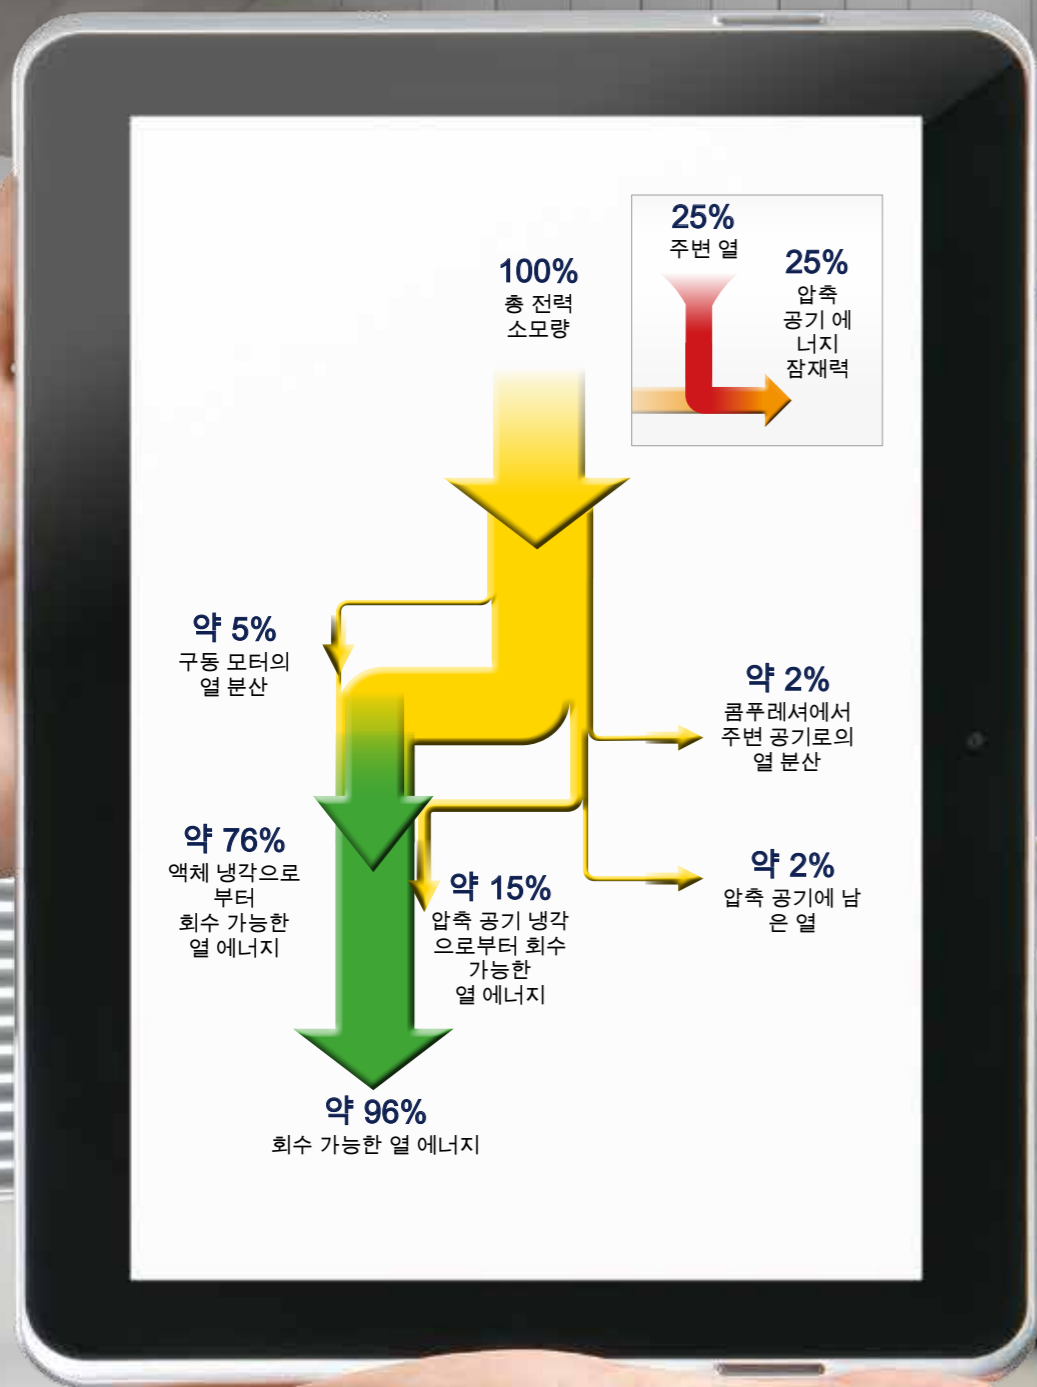 25%
주변 열
25%
압축
공기 에
너지
잠재력
100%
총 전력
소모량
약 5%
구동 모터의
열 분산
약 2%
콤푸레셔에서
주변 공기로의
열 분산
약 76%
액체 냉각으로
부터
회수 가능한
열 에너지
약 15%
압축 공기 냉각
으로부터 회수
가능한
열 에너지
약 2%
압축 공기에 남
은 열
약 96%
회수 가능한 열 에너지